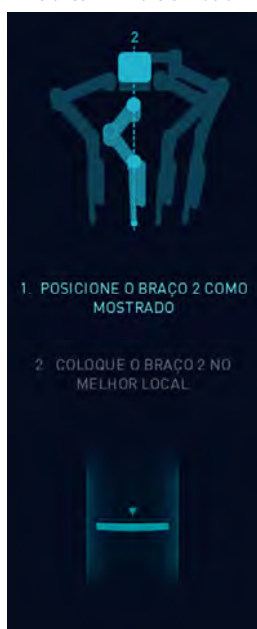 2
1. POSICIONE O BRAÇO 2 COMO
MOSTRADO
2 COLOQUE O BRAÇO 2 NO
MELHOR LOCAL